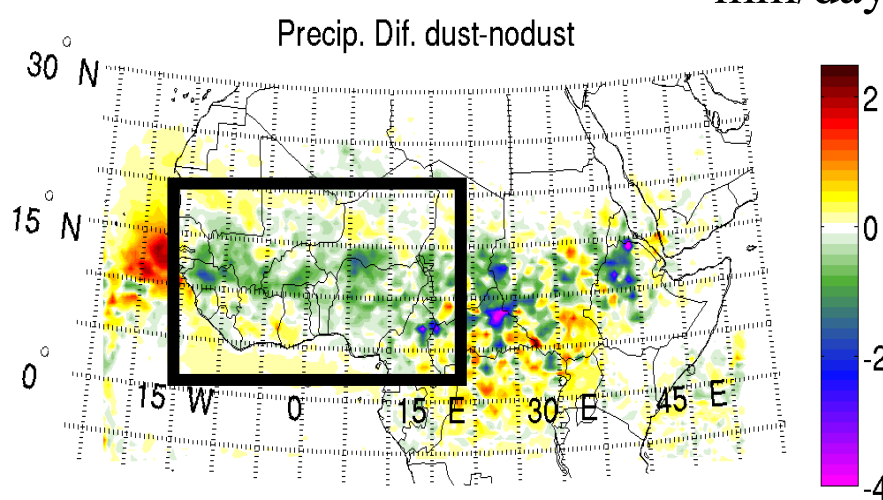 mm/day
Precip. Dif. dust-nodust
30° N
15° N
0°
15 W
0
15 E
30 E
45 E
2
0
-2
-4